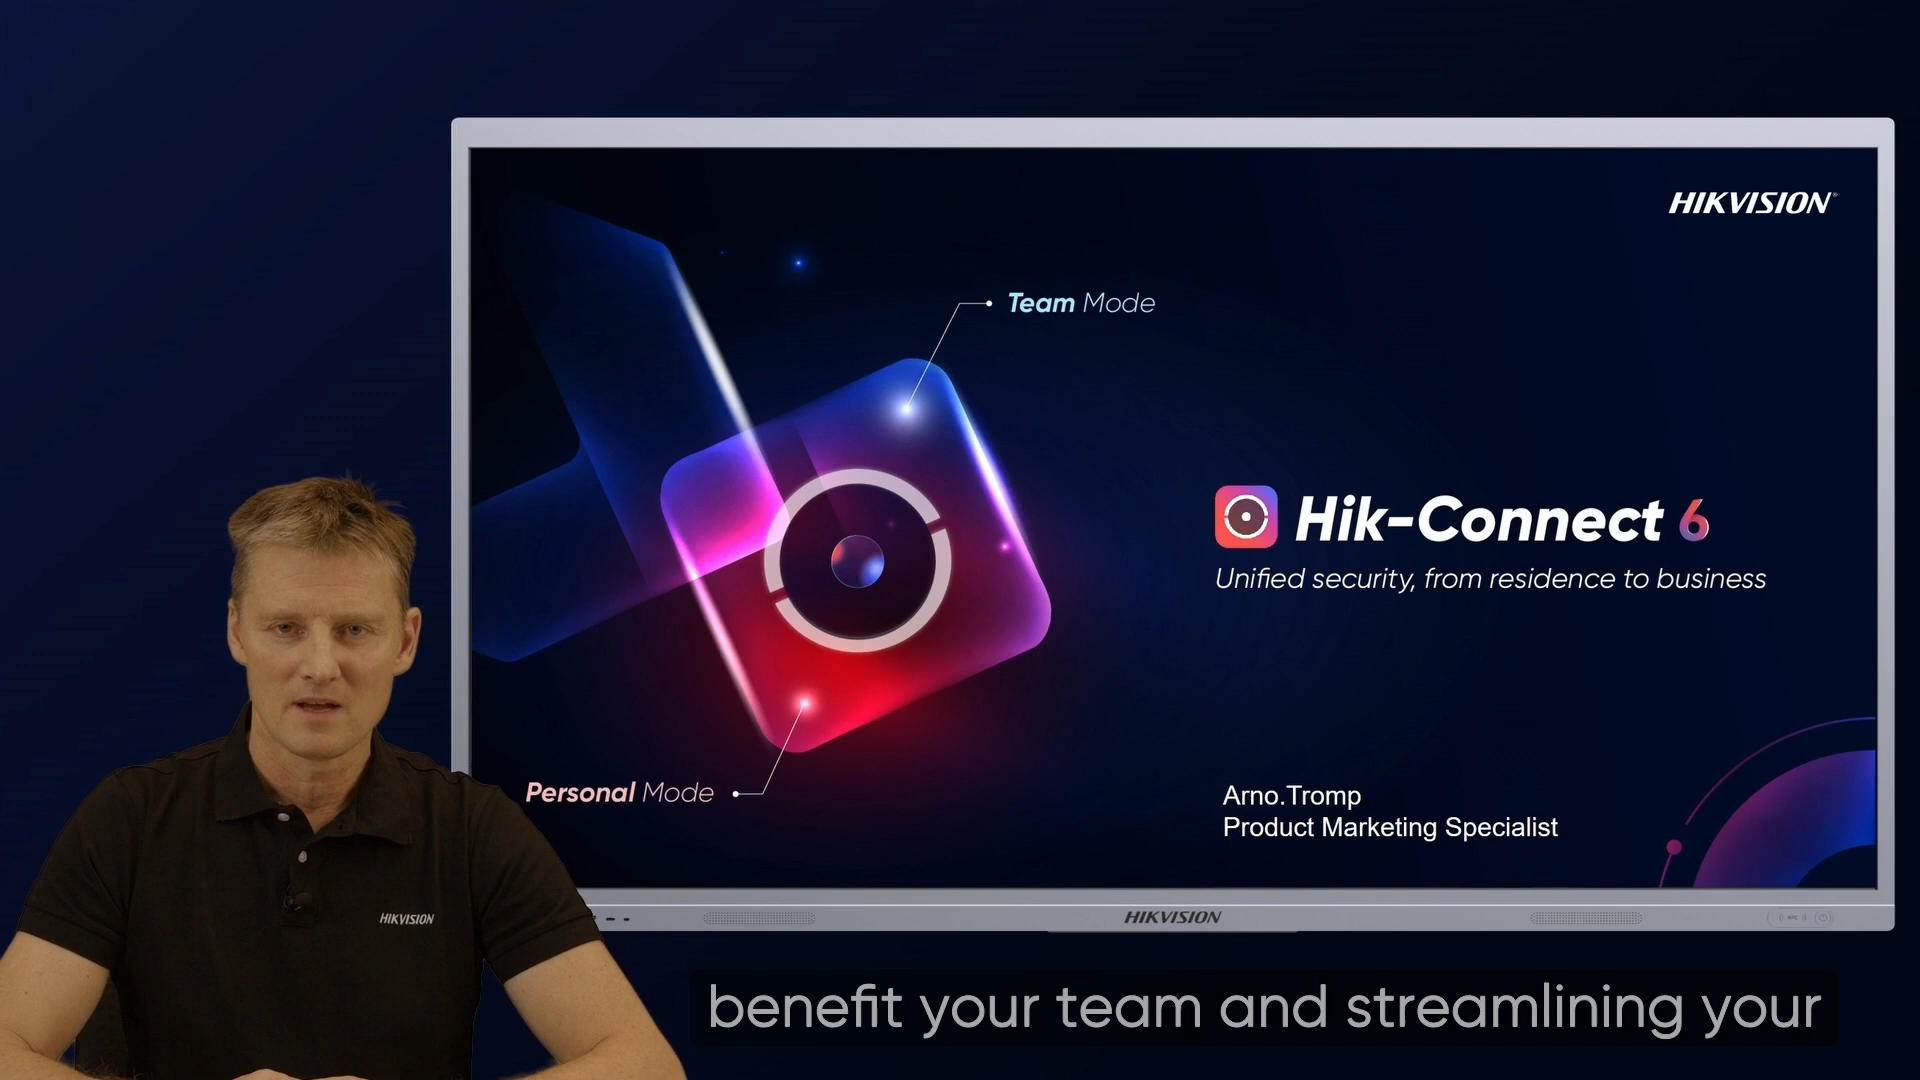 HIKVISION
Team Mode
Hik-Connect 6
Unified security, from residence to business
Personal Mode
Arno.Tromp
Product Marketing Specialist
HIKVISION
HIKVISION
benefit your team and streamlining your